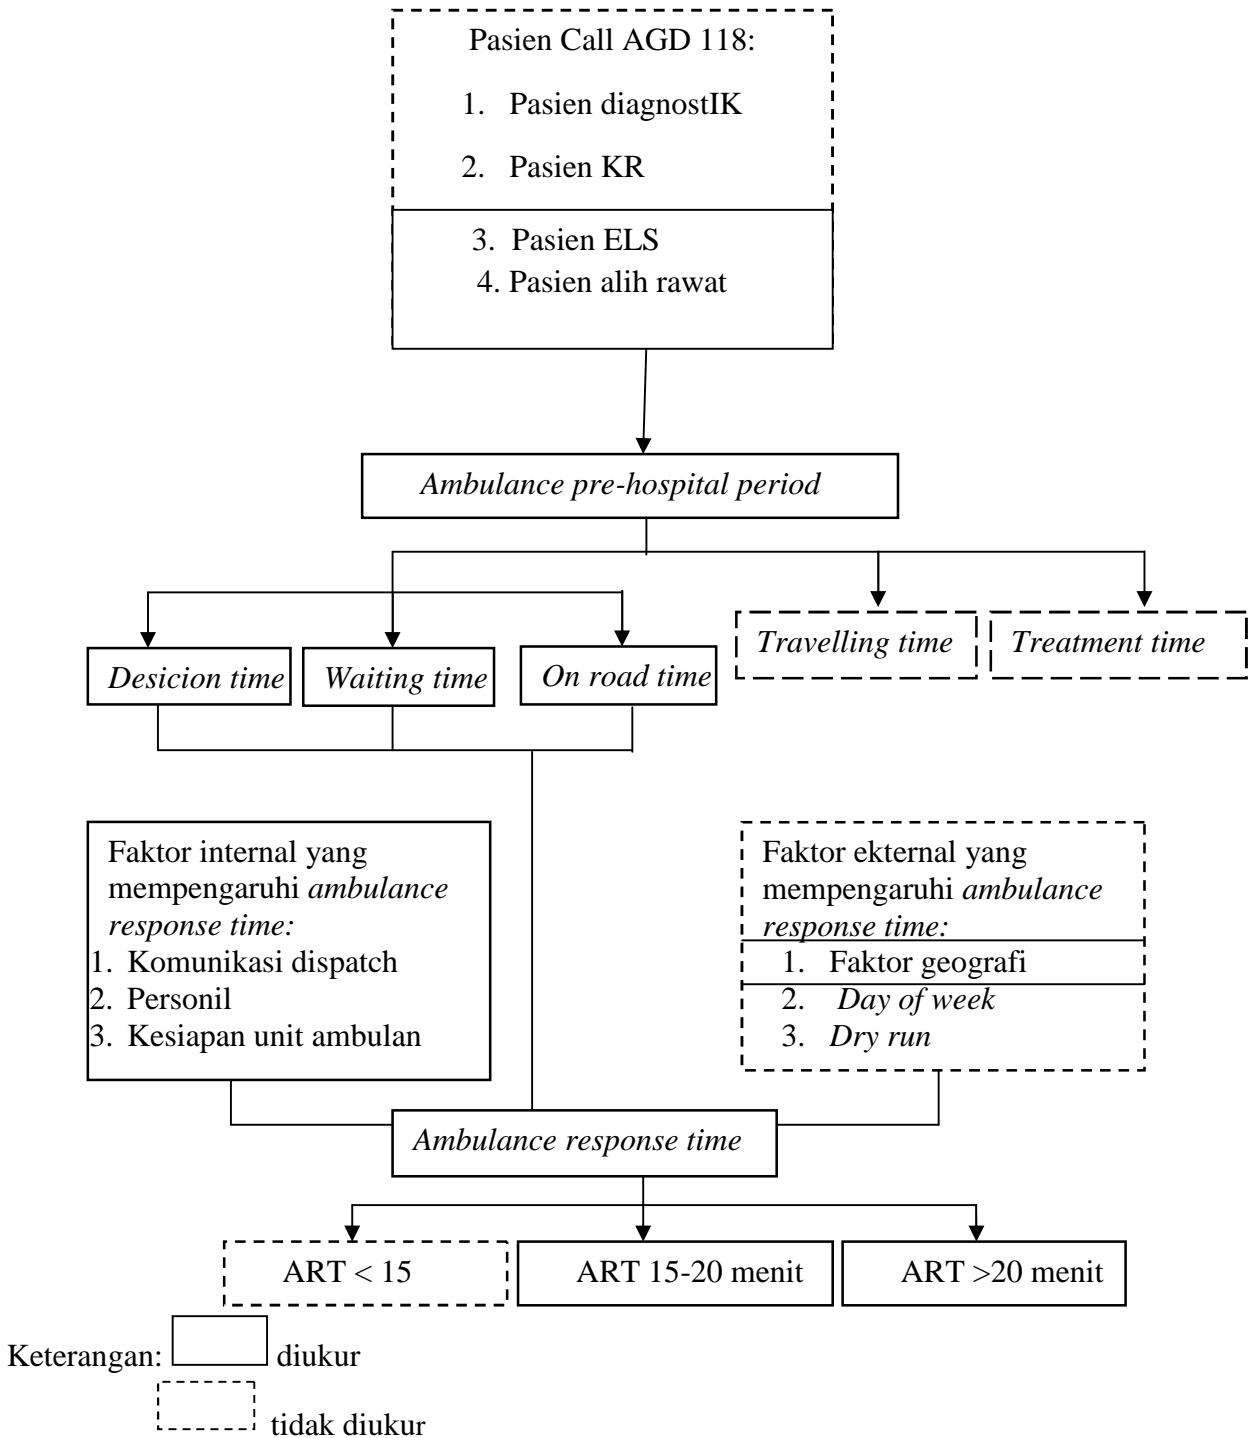 Pasien Call AGD 118:
1. Pasien diagnostIK
2. Pasien KR
3. Pasien ELS
4. Pasien alih rawat
Ambulance pre-hospital period
Desicion time
Waiting time
On road time
Travelling time
Treatment time
Faktor internal yang
mempengaruhi ambulance
response time:
1. Komunikasi dispatch
2. Personil
3. Kesiapan unit ambulan
Faktor ekternal yang
mempengaruhi ambulance
response time:
1. Faktor geografi
2. Day of week
3. Dry run
Ambulance response time
ART < 15
ART 15-20 menit
ART >20 menit
Keterangan: diukur
tidak diukur